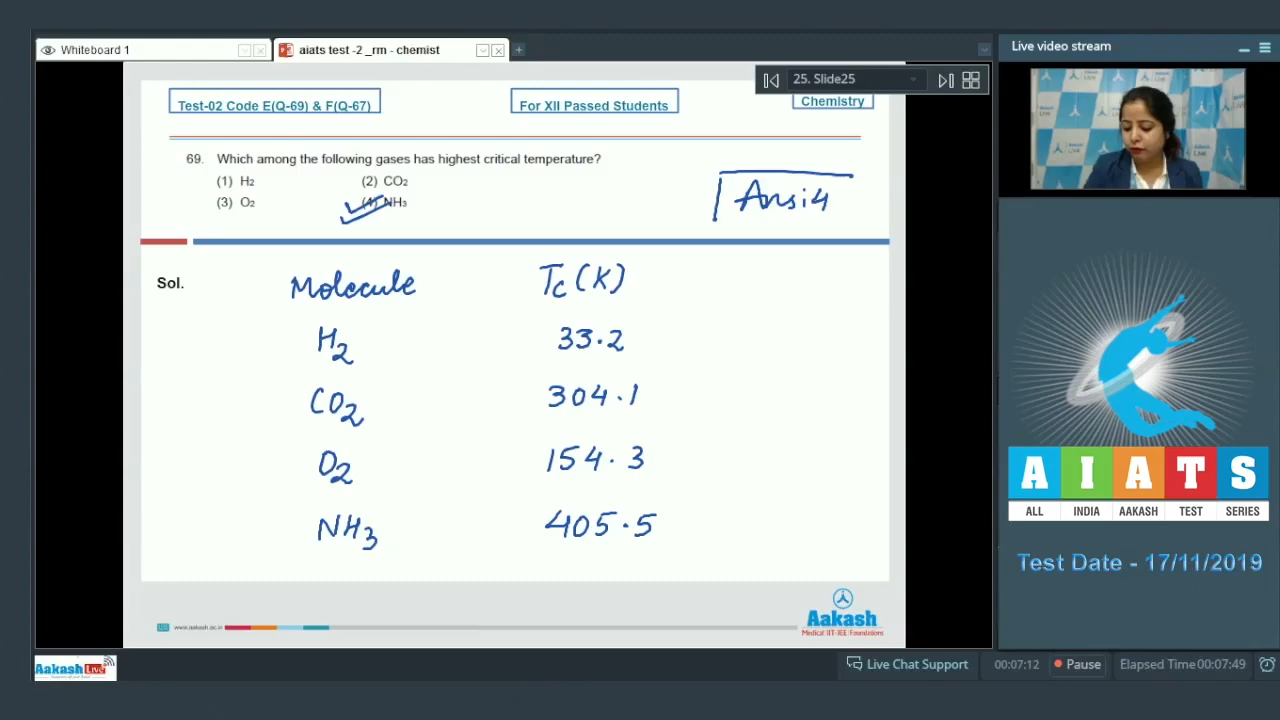 Whiteboard 1
aiats test -2 _rm - chemist
Live video stream
25. Slide25
Test-02 Code E(Q-69) & F(Q-67)
For XII Passed Students
Chemistry
69. Which among the following gases has highest critical temperature?
(1) H₂ (2) CO₂
(3) O₂ (4) NH₃
Ans: 4
Sol.
Molecule Tc (K)
H₂ 33.2
CO₂ 304.1
O₂ 154.3
NH₃ 405.5
A I A T S
ALL INDIA AAKASH TEST SERIES
Test Date - 17/11/2019
www.aakash.ac.in
Aakash
Medical|IIT-JEE|Foundations
Aakash Live
Live Chat Support
00:07:12
Pause
Elapsed Time 00:07:49